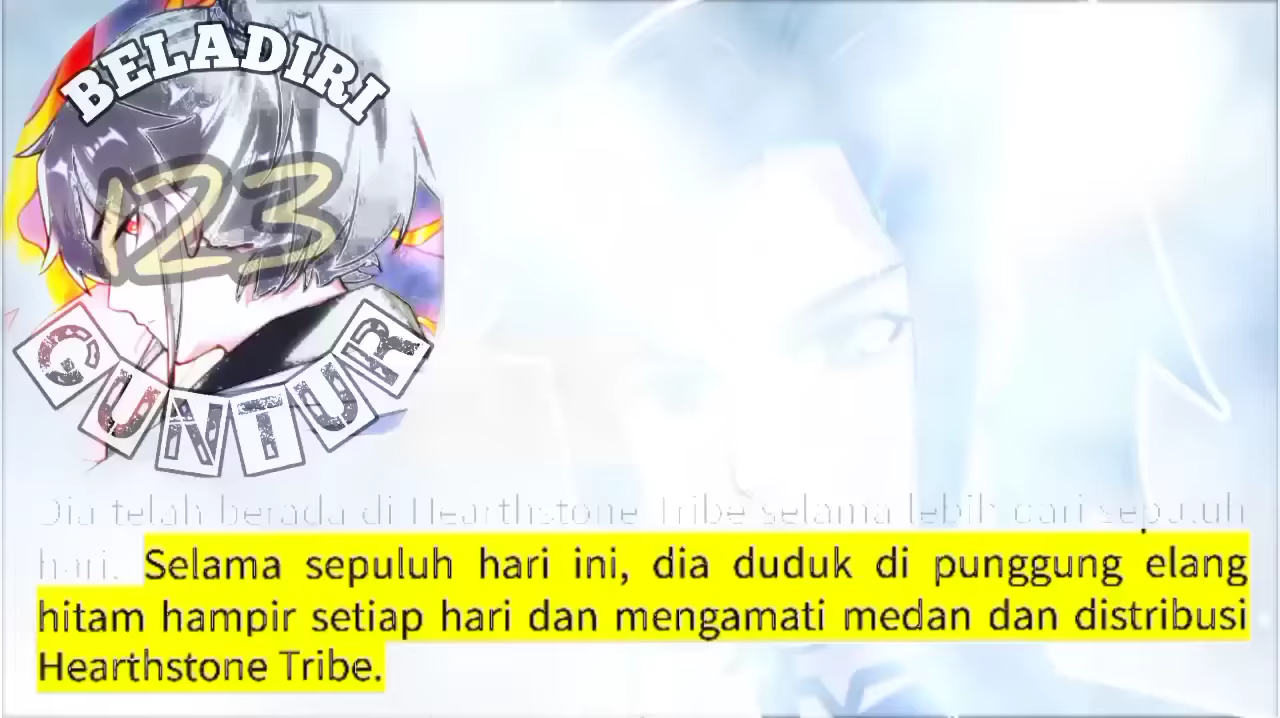 BELADIRI
123
GUNTUR
Dia telah berada di Hearthstone Tribe selama lebih dari sepuluh
hari. Selama sepuluh hari ini, dia duduk di punggung elang
hitam hampir setiap hari dan mengamati medan dan distribusi
Hearthstone Tribe.